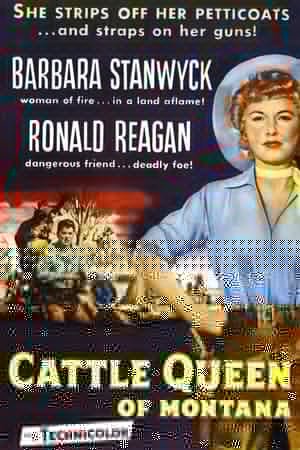 SHE STRIPS OFF HER PETTICOATS
...and straps on her guns!
BARBARA STANWYCK
woman of fire...in a land aflame!
RONALD REAGAN
dangerous friend...deadly foe!
CATTLE QUEEN
OF MONTANA
TECHNICOLOR